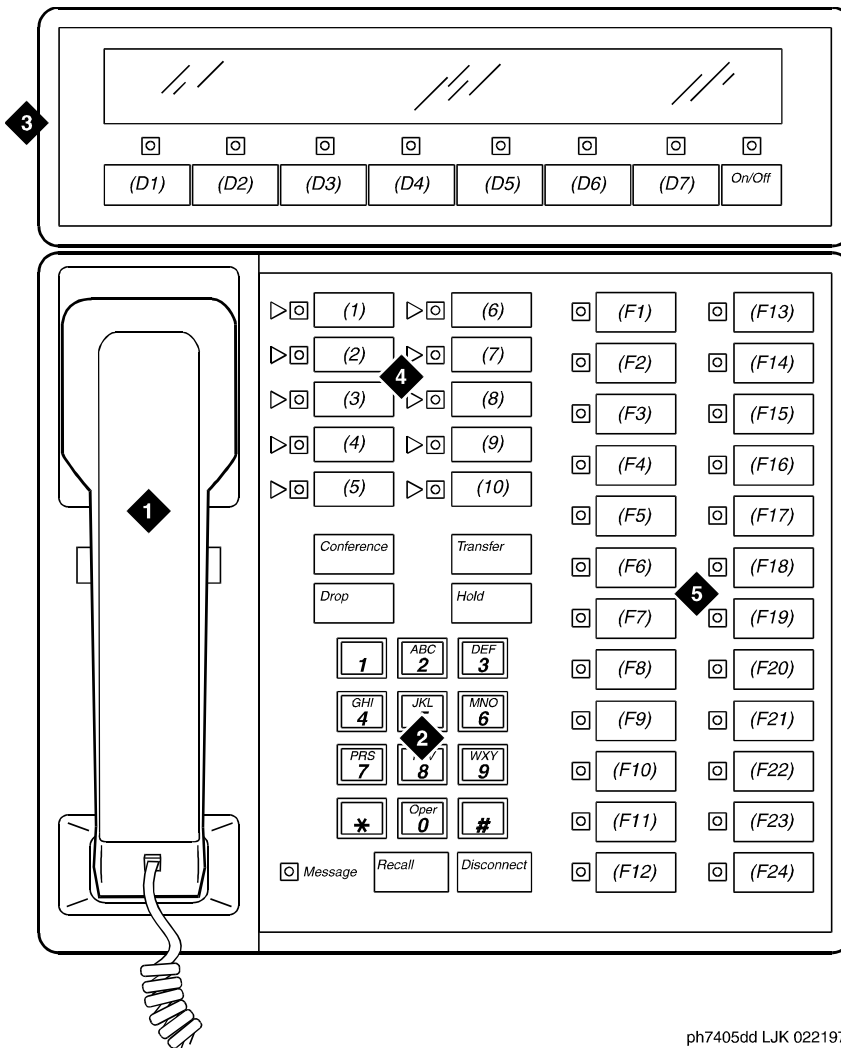 3
(D1) (D2) (D3) (D4) (D5) (D6) (D7) On/Off
(1) (6) (F1) (F13)
(2) (7) (F2) (F14)
4
(3) (8) (F3) (F15)
(4) (9) (F4) (F16)
(5) (10) (F5) (F17)
1
Conference Transfer (F6) (F18)
Drop Hold 5
(F7) (F19)
1 ABC 2 DEF 3 (F8) (F20)
GHI 4 JKL MNO 6 (F9) (F21)
2
PRS 7 8 WXY 9 (F10) (F22)
* Oper 0 # (F11) (F23)
Message Recall Disconnect (F12) (F24)
ph7405dd LJK 022197